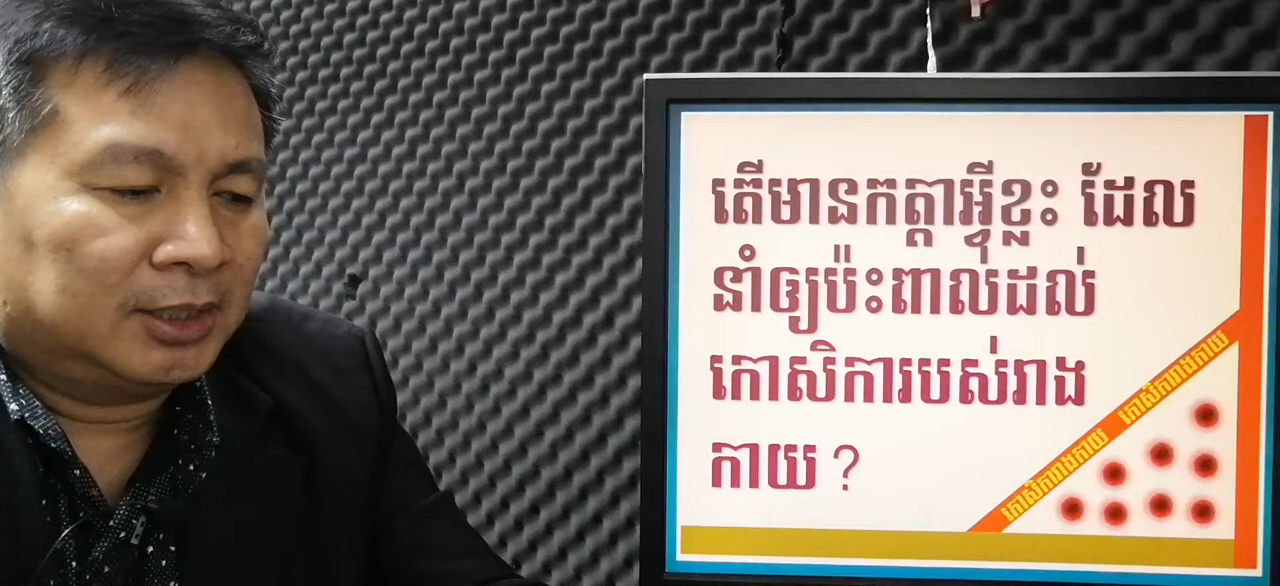 តើមានកត្តាអ្វីខ្លះ ដែល
នាំឲ្យប៉ះពាល់ដល់
កោសិការបស់រាង
កាយ ?
កោសិការាងកាយ កោសិការាងកាយ